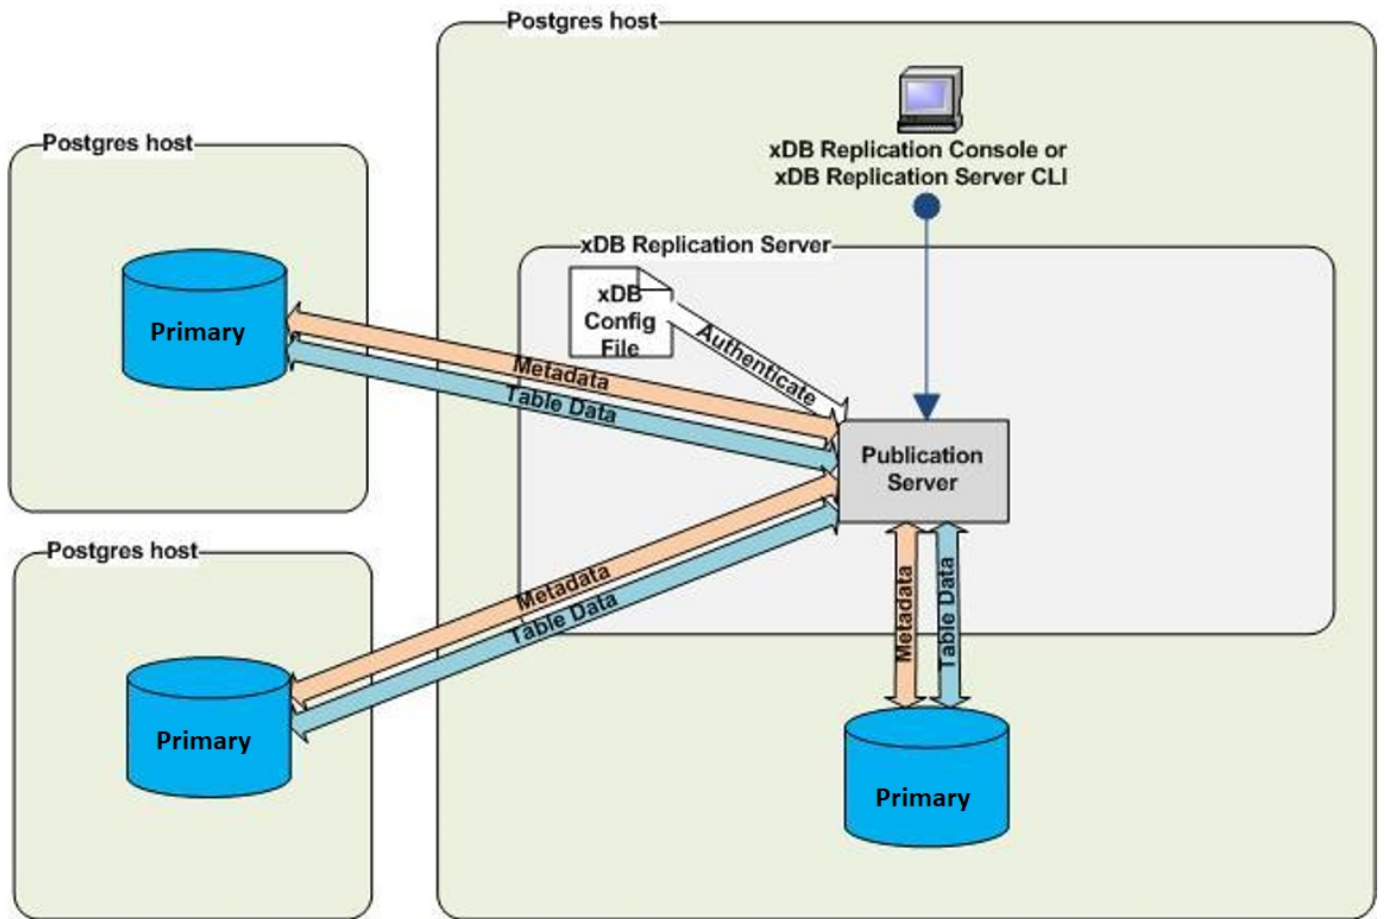 Postgres host
xDB Replication Console or
xDB Replication Server CLI
Postgres host
Primary
xDB Replication Server
xDB
Config
File
Authenticate
Metadata
Table Data
Publication
Server
Postgres host
Primary
Metadata
Table Data
Metadata
Table Data
Primary